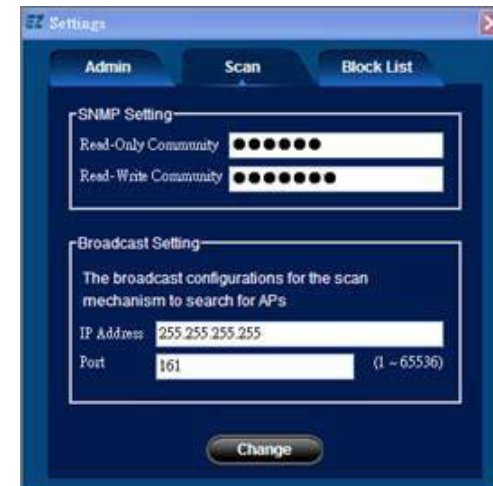 EZ Settings
Admin Scan Block List
SNMP Setting
Read-Only Community ●●●●●●
Read-Write Community ●●●●●●●
Broadcast Setting
The broadcast configurations for the scan
mechanism to search for APs
IP Address 255.255.255.255
Port 161 (1 ~ 65536)
Change